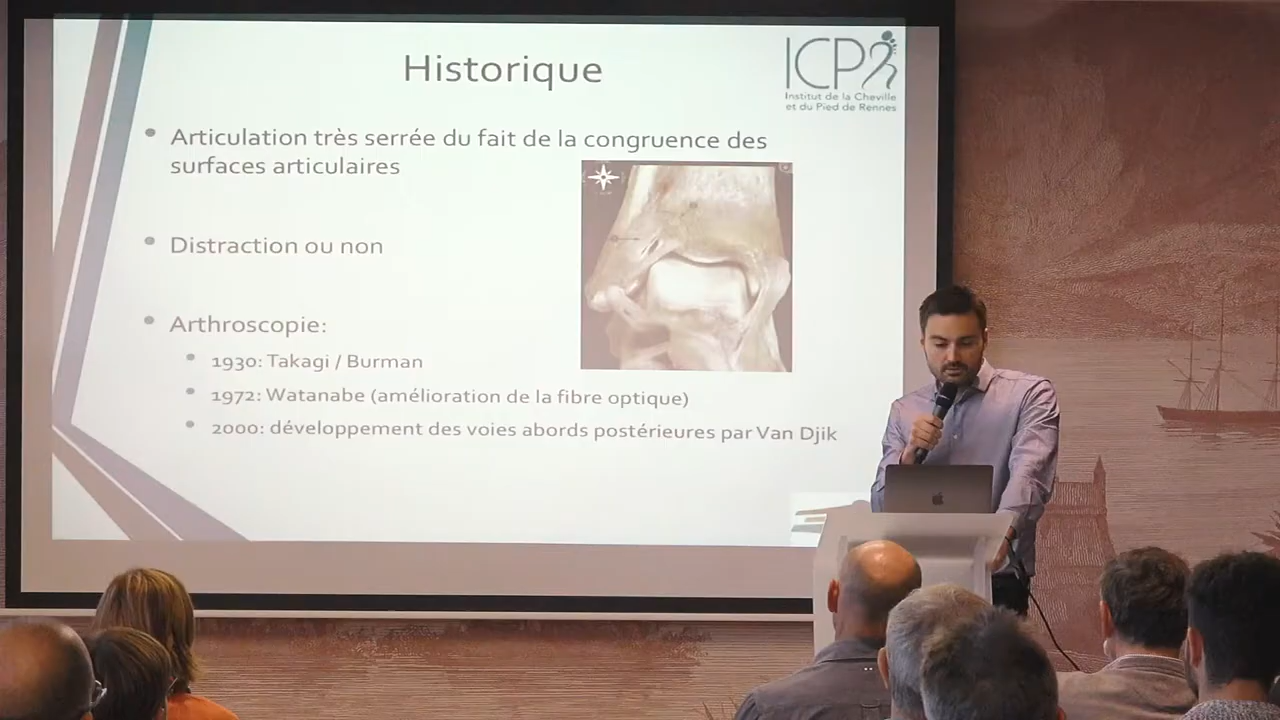 Historique
ICP
Institut de la Cheville
et du Pied de Rennes
• Articulation très serrée du fait de la congruence des
surfaces articulaires
• Distraction ou non
• Arthroscopie:
• 1930: Takagi / Burman
• 1972: Watanabe (amélioration de la fibre optique)
• 2000: développement des voies abords postérieures par Van Djik